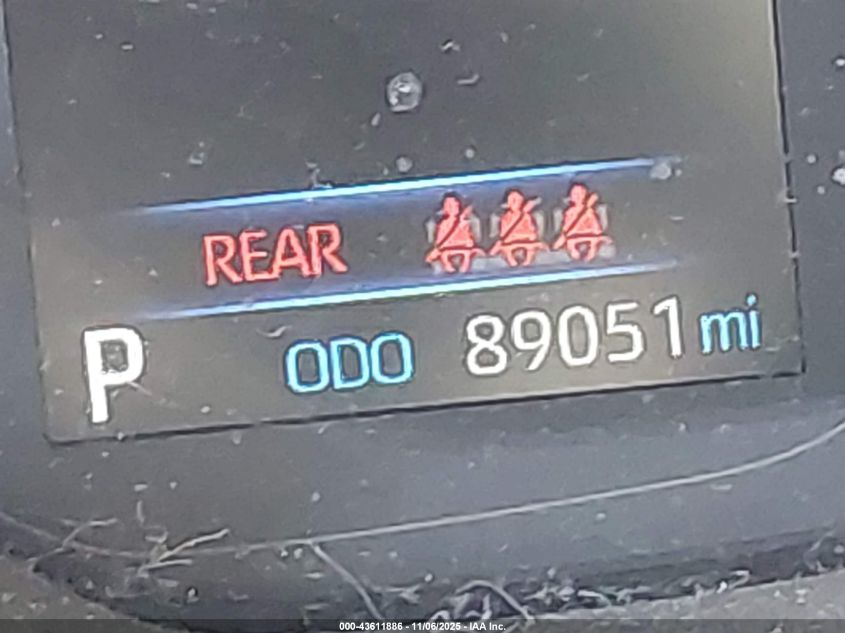 REAR
P ODO 89051 mi
000-43611886 - 11/06/2025 - IAA Inc.